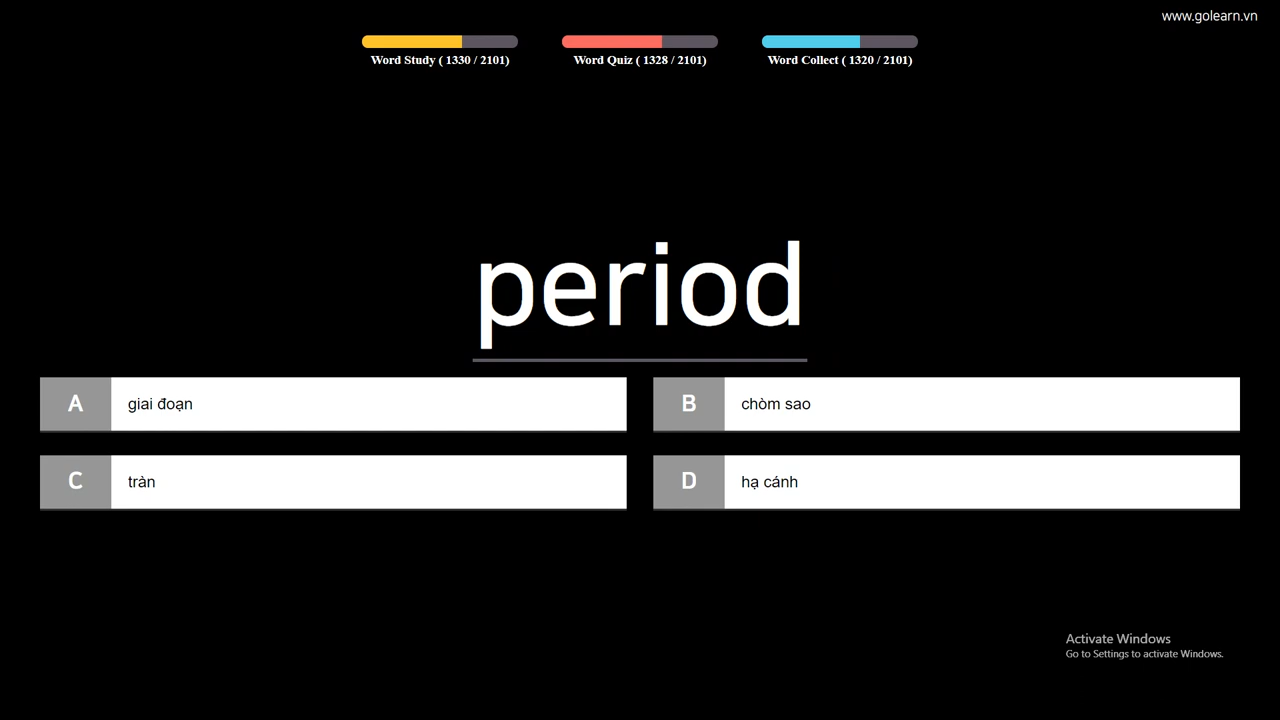 www.golearn.vn
Word Study ( 1330 / 2101)
Word Quiz ( 1328 / 2101)
Word Collect ( 1320 / 2101)
period
A giai đoạn
B chòm sao
C tràn
D hạ cánh
Activate Windows
Go to Settings to activate Windows.